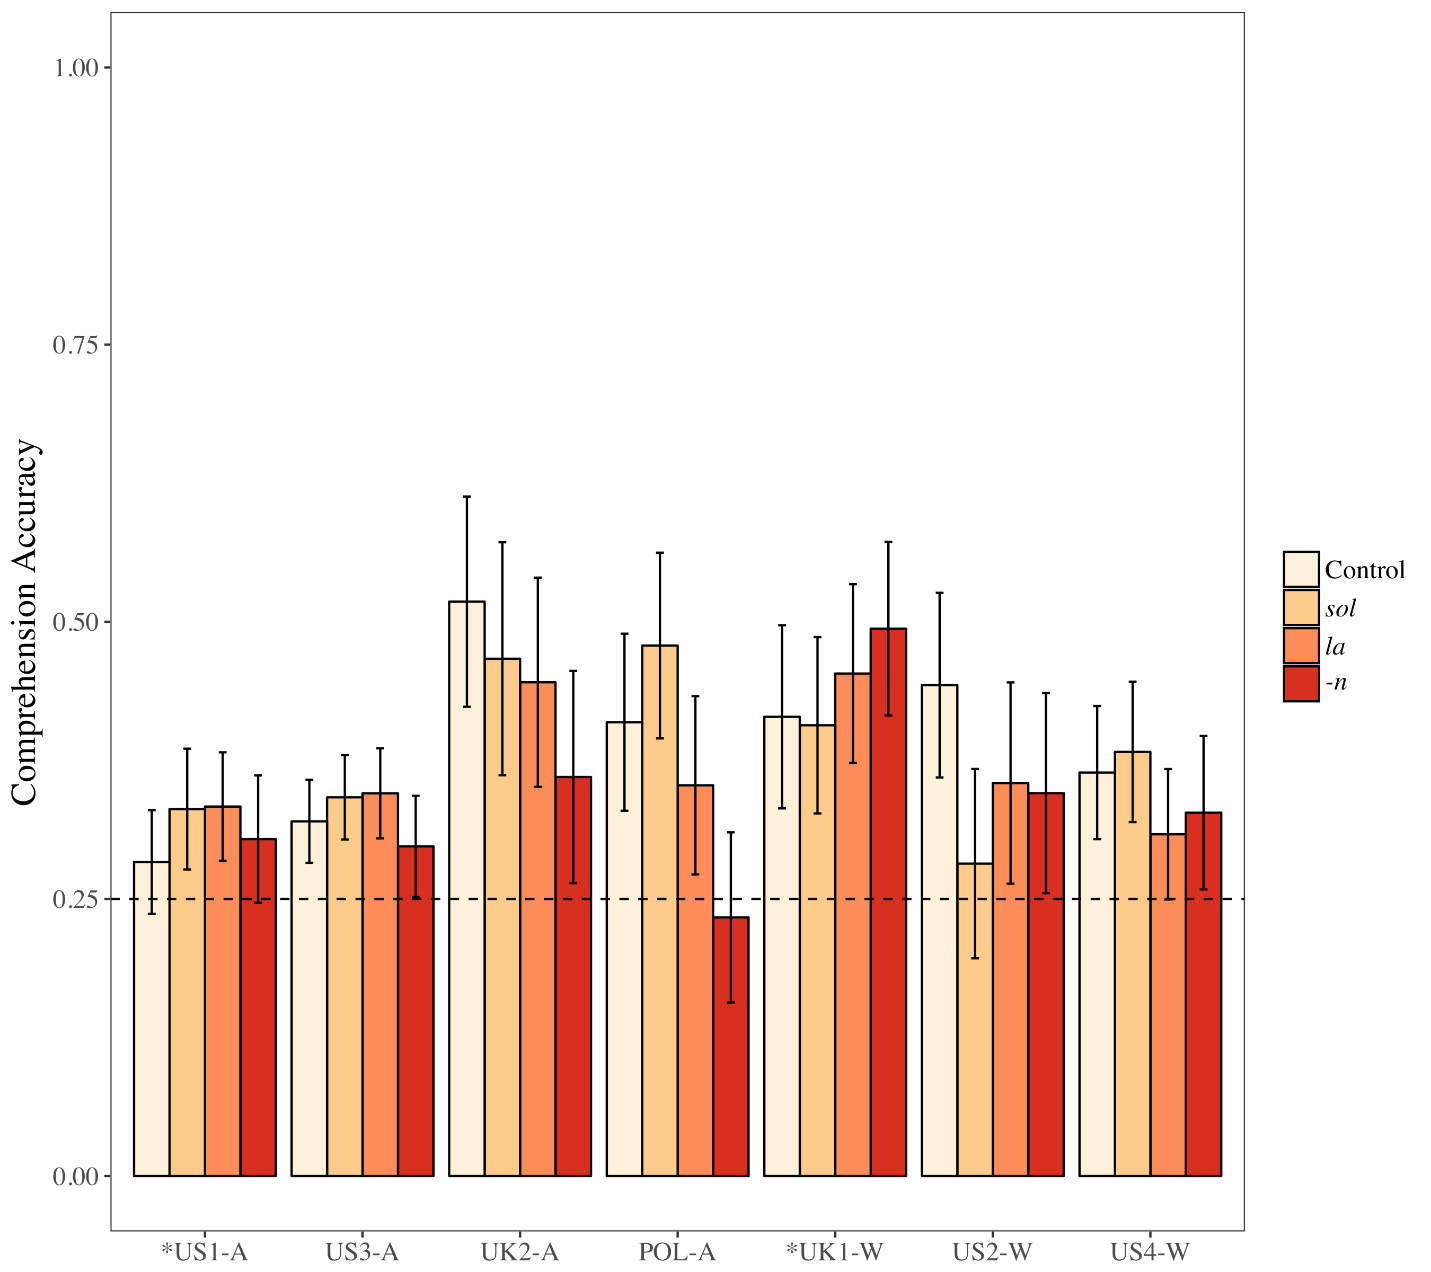 Comprehension Accuracy
1.00
0.75
0.50
0.25
0.00
*US1-A
US3-A
UK2-A
POL-A
*UK1-W
US2-W
US4-W
Control
sol
la
-n